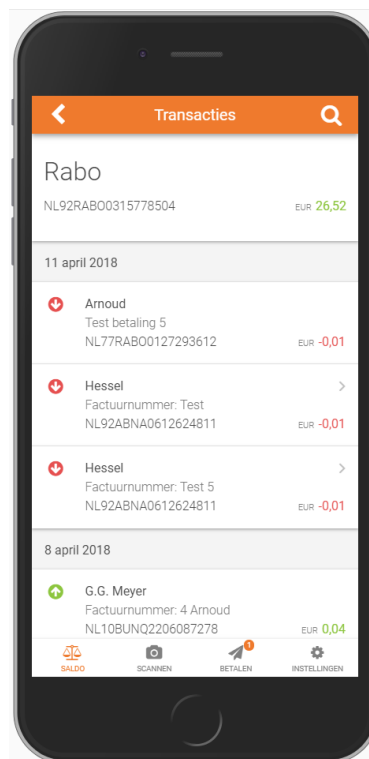 Transacties
Rabo
NL92RABO0315778504 EUR 26,52
11 april 2018
Arnoud
Test betaling 5
NL77RABO0127293612 EUR -0,01
Hessel
Factuurnummer: Test
NL92ABNA0612624811 EUR -0,01
Hessel
Factuurnummer: Test 5
NL92ABNA0612624811 EUR -0,01
8 april 2018
G.G. Meyer
Factuurnummer: 4 Arnoud
NL10BUNQ2206087278 EUR 0,04
1
SALDO SCANNEN BETALEN INSTELLINGEN